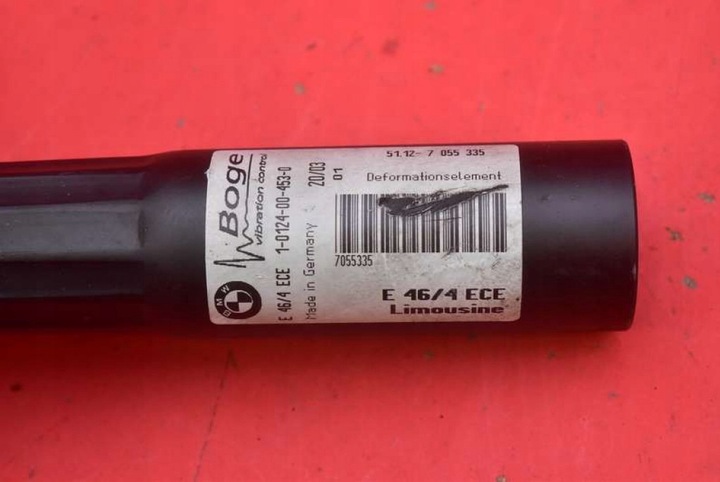 Boge
vibration control
BMW
E 46/4 ECE 1-0124-00-453-0
Made in Germany 20/03
01
51.12- 7 055 335
Deformationselement
7055335
E 46/4 ECE
Limousine